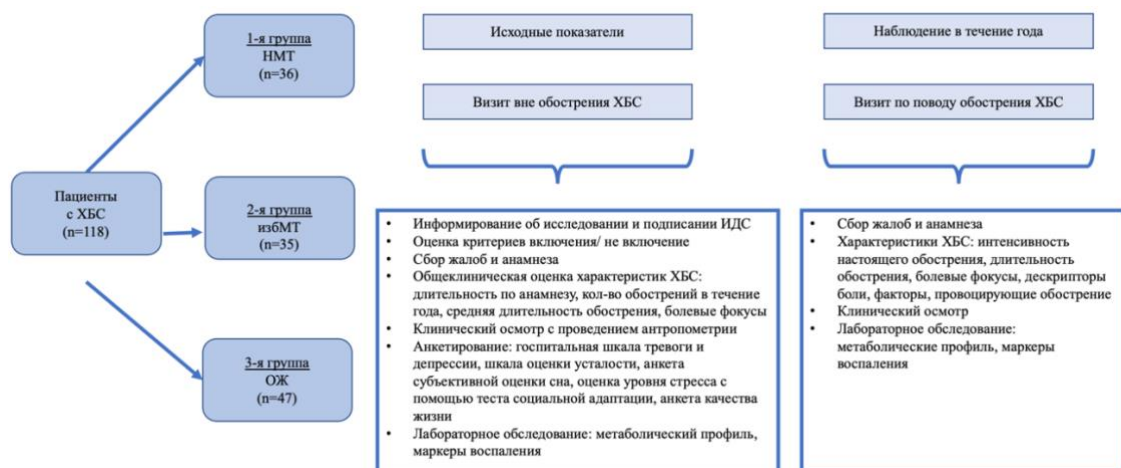 Пациенты
с ХБС
(n=118)
1-я группа
НМТ
(n=36)
2-я группа
избМТ
(n=35)
3-я группа
ОЖ
(n=47)
Исходные показатели
Визит вне обострения ХБС
• Информирование об исследовании и подписании ИДС
• Оценка критериев включения/ не включение
• Сбор жалоб и анамнеза
• Общеклиническая оценка характеристик ХБС:
длительность по анамнезу, кол-во обострений в течение
года, средняя длительность обострения, болевые фокусы
• Клинический осмотр с проведением антропометрии
• Анкетирование: госпитальная шкала тревоги и
депрессии, шкала оценки усталости, анкета
субъективной оценки сна, оценка уровня стресса с
помощью теста социальной адаптации, анкета качества
жизни
• Лабораторное обследование: метаболический профиль,
маркеры воспаления
Наблюдение в течение года
Визит по поводу обострения ХБС
• Сбор жалоб и анамнеза
• Характеристики ХБС: интенсивность
настоящего обострения, длительность
обострения, болевые фокусы, дескрипторы
боли, факторы, провоцирующие обострение
• Клинический осмотр
• Лабораторное обследование:
метаболические профиль, маркеры
воспаления